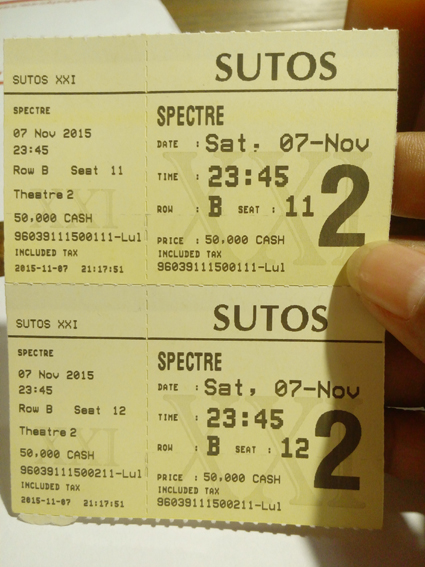 SUTOS XXI
SPECTRE
07 Nov 2015
23:45
Row B Seat 11
Theatre 2
50,000 CASH
96039111500111-Lul
INCLUDED TAX
2015-11-07 21:17:51
SUTOS
SPECTRE
DATE : Sat, 07-Nov
TIME : 23:45
ROW : B SEAT : 11
2
PRICE : 50,000 CASH
INCLUDED TAX
96039111500111-Lul
SUTOS XXI
SPECTRE
07 Nov 2015
23:45
Row B Seat 12
Theatre 2
50,000 CASH
96039111500211-Lul
INCLUDED TAX
2015-11-07 21:17:51
SUTOS
SPECTRE
DATE : Sat, 07-Nov
TIME : 23:45
ROW : B SEAT : 12
2
PRICE : 50,000 CASH
INCLUDED TAX
96039111500211-Lul